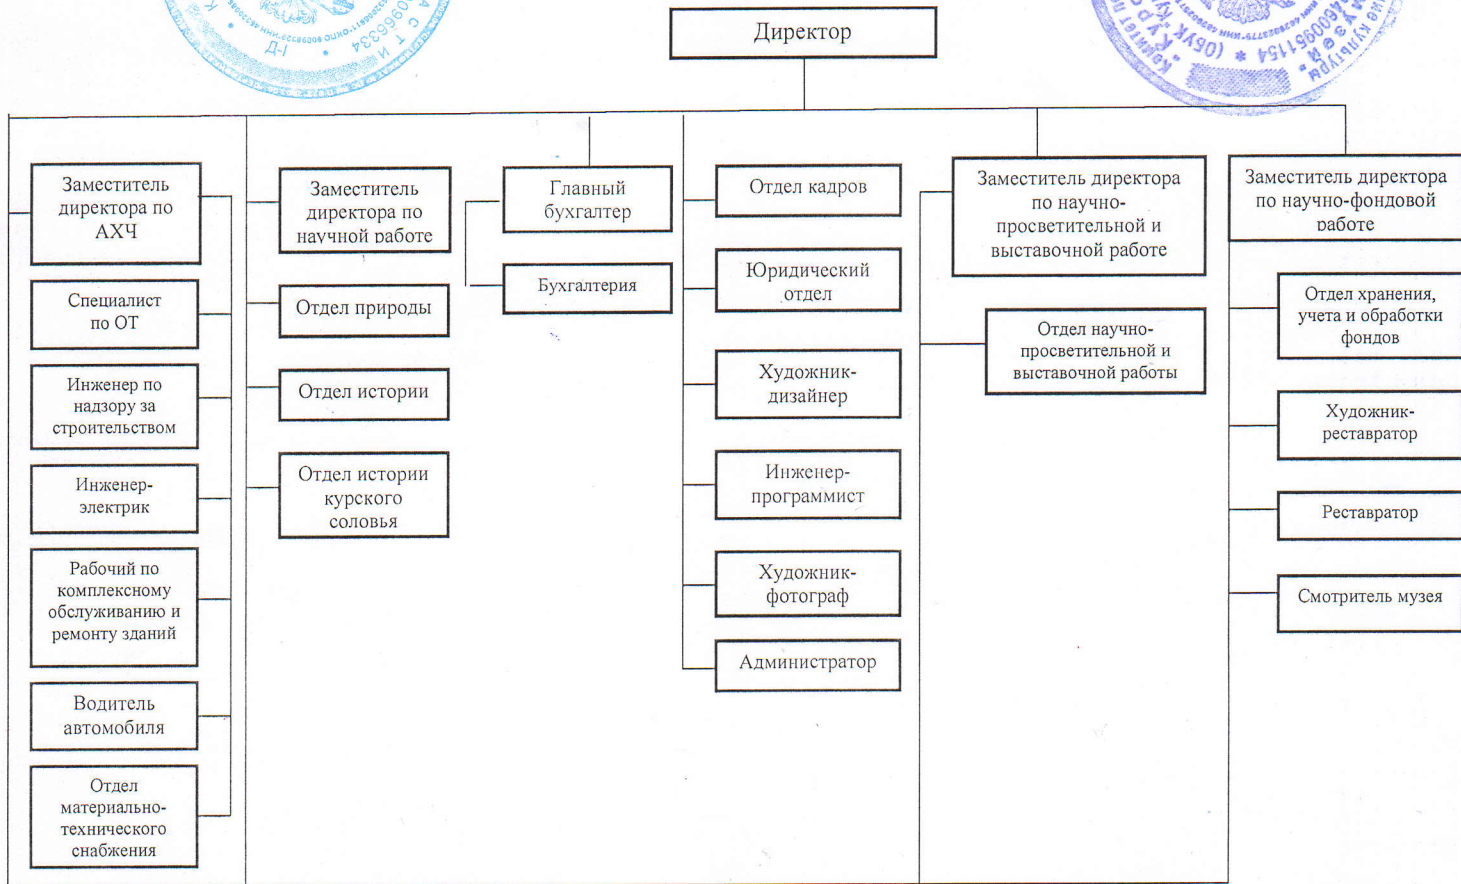 Директор
Заместитель
директора по
АХЧ
Специалист
по ОТ
Инженер по
надзору за
строительством
Инженер-
электрик
Рабочий по
комплексному
обслуживанию и
ремонту зданий
Водитель
автомобиля
Отдел
материально-
технического
снабжения
Заместитель
директора по
научной работе
Отдел природы
Отдел истории
Отдел истории
курского
соловья
Главный
бухгалтер
Бухгалтерия
Отдел кадров
Юридический
отдел
Художник-
дизайнер
Инженер-
программист
Художник-
фотограф
Администратор
Заместитель директора
по научно-
просветительной и
выставочной работе
Отдел научно-
просветительной и
выставочной работы
Заместитель директора
по научно-фондовой
работе
Отдел хранения,
учета и обработки
фондов
Художник-
реставратор
Реставратор
Смотритель музея